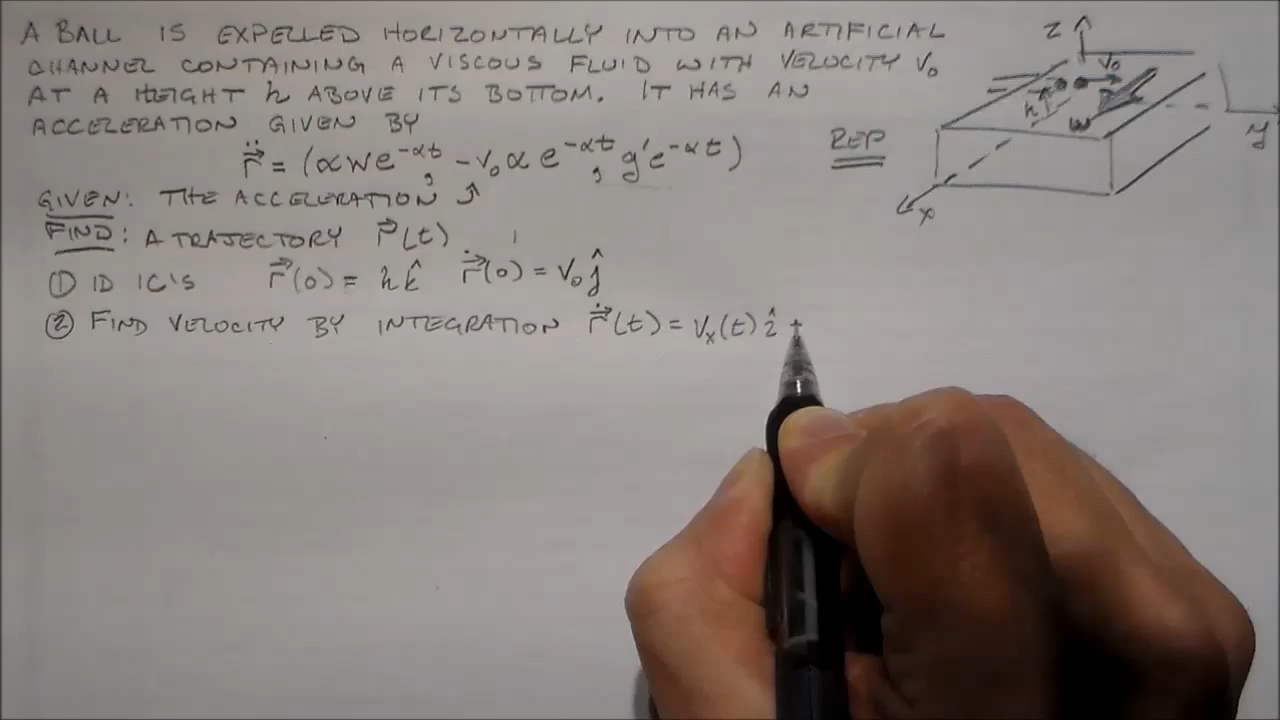 A BALL IS EXPELLED HORIZONTALLY INTO AN ARTIFICIAL
CHANNEL CONTAINING A VISCOUS FLUID WITH VELOCITY V₀
AT A HEIGHT h ABOVE ITS BOTTOM. IT HAS AN
ACCELERATION GIVEN BY
r̈⃗ = (αwe^(-αt), -v₀αe^(-αt), g'e^(-αt))
GIVEN: THE ACCELERATION ⤴
FIND: A TRAJECTORY r⃗(t)
① ID IC'S r⃗(0) = hk̂ ṙ⃗(0) = V₀ĵ
② FIND VELOCITY BY INTEGRATION ṙ⃗(t) = Vₓ(t)î +
REP
z
V₀
h
w
y
x